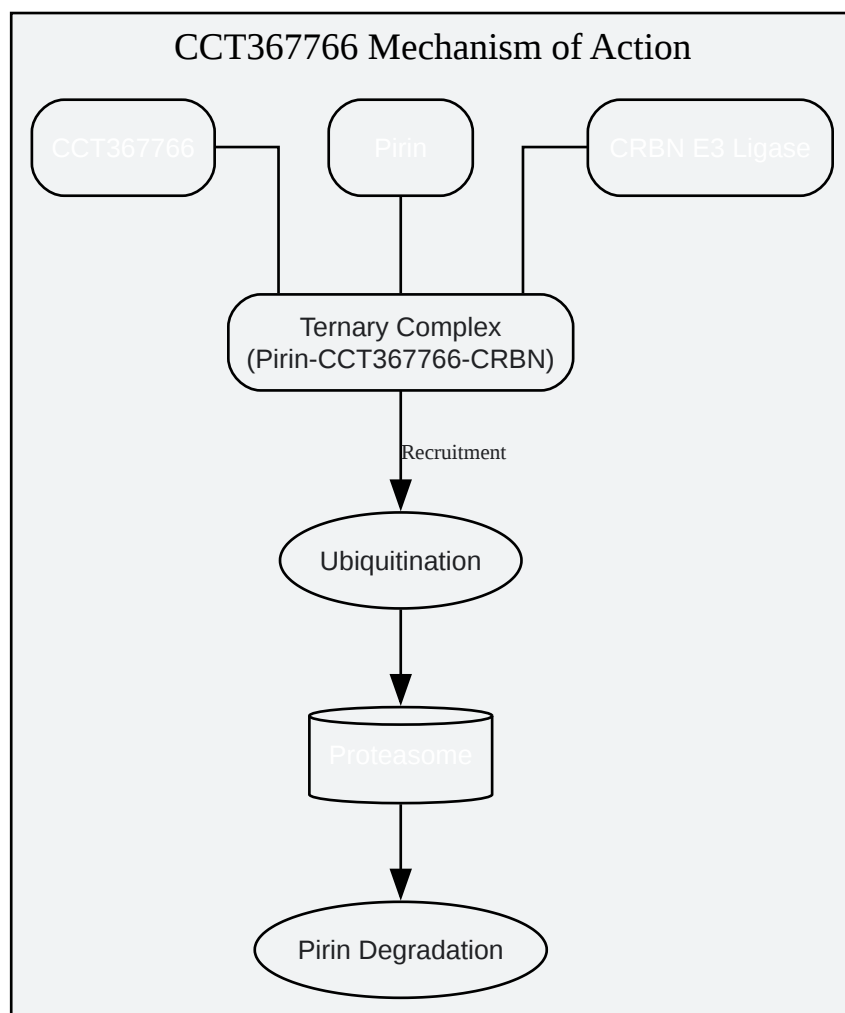 CCT367766 Mechanism of Action
CCT367766
Pirin
CRBN E3 Ligase
Ternary Complex
(Pirin-CCT367766-CRBN)
Recruitment
Ubiquitination
Proteasome
Pirin Degradation